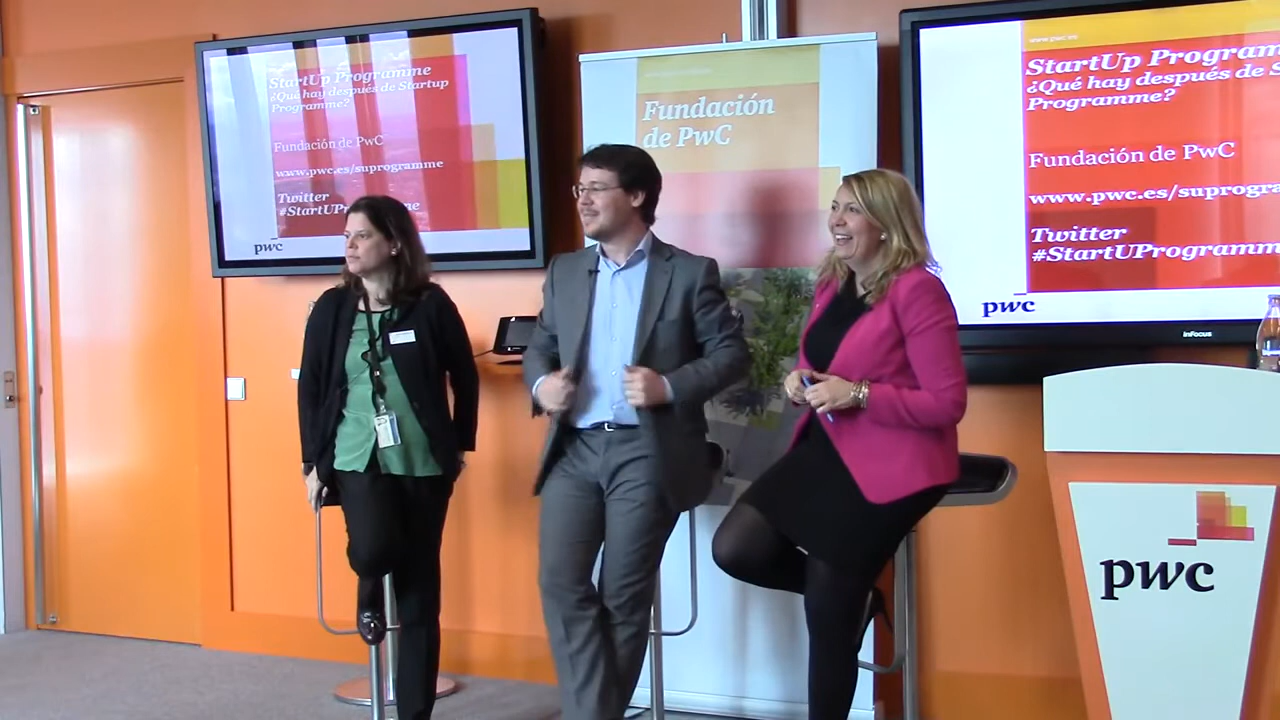 StartUp Programme
¿Qué hay después de Startup
Programme?
Fundación de PwC
www.pwc.es/suprogramme
Twitter
pwc
Fundación
de PwC
www.pwc.es
StartUp Program
¿Qué hay después de
Programme?
Fundación de PwC
www.pwc.es/suprogra
Twitter
#StartUProgramm
pwc
InFocus
pwc